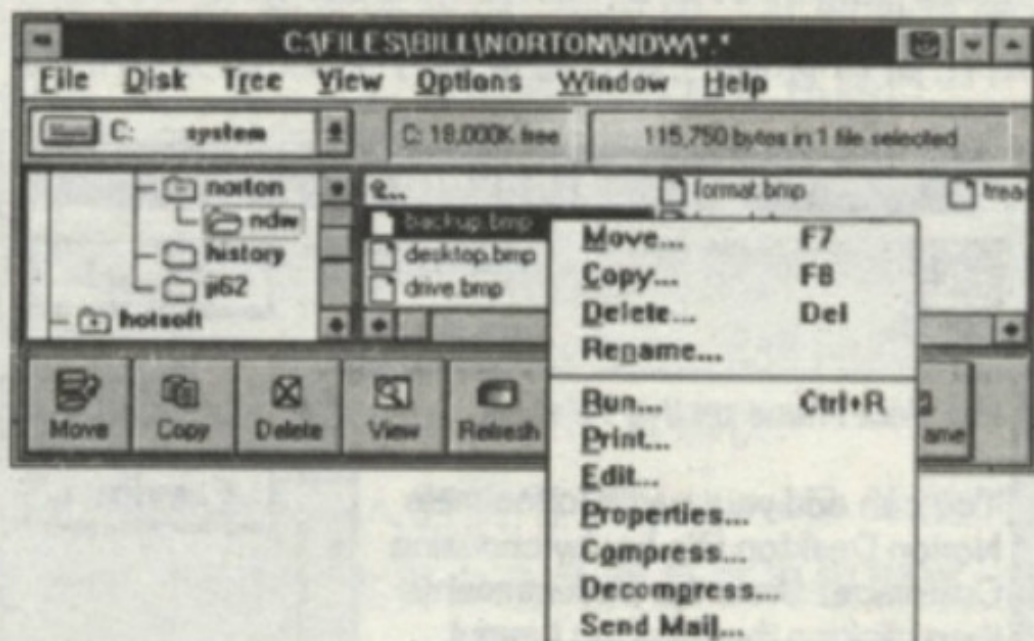 C:\FILES\BILL\NORTON\NDW\*.*
File Disk Tree View Options Window Help
C: system
C: 18,000K free
115,750 bytes in 1 file selected
norton
ndw
history
hotsoft
..
backup.bmp
desktop.bmp
drive.bmp
format.bmp
trea
Move... F7
Copy... F8
Delete... Del
Rename...
Run... Ctrl+R
Print...
Edit...
Properties...
Compress...
Decompress...
Send Mail...
Move
Copy
Delete
View
Refresh
ame